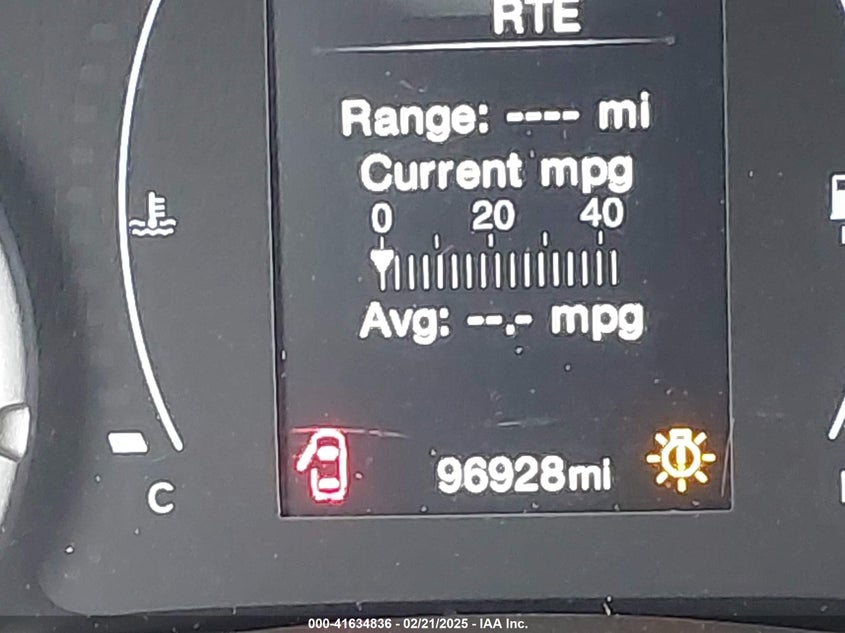 RTE
Range: ---- mi
Current mpg
0 20 40
Avg: --.- mpg
C
96928mi
000-41634836 - 02/21/2025 - IAA Inc.